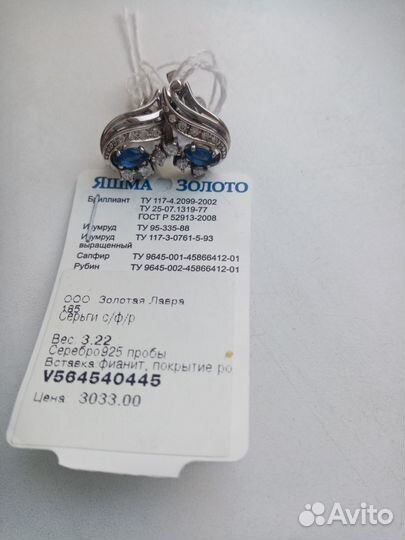 ЯШМА ЗОЛОТО
Бриллиант ТУ 117-4.2099-2002
ТУ 25-07.1319-77
ГОСТ Р 52913-2008
Изумруд ТУ 95-335-88
Изумруд ТУ 117-3-0761-5-93
выращенный
Сапфир ТУ 9645-001-45866412-01
Рубин ТУ 9645-002-45866412-01
ООО Золотая Лавра
165
Серьги с/ф/р
Вес 3.22
Серебро925 пробы
Вставка фианит, покрытие ро
V564540445
Цена 3033.00
Avito